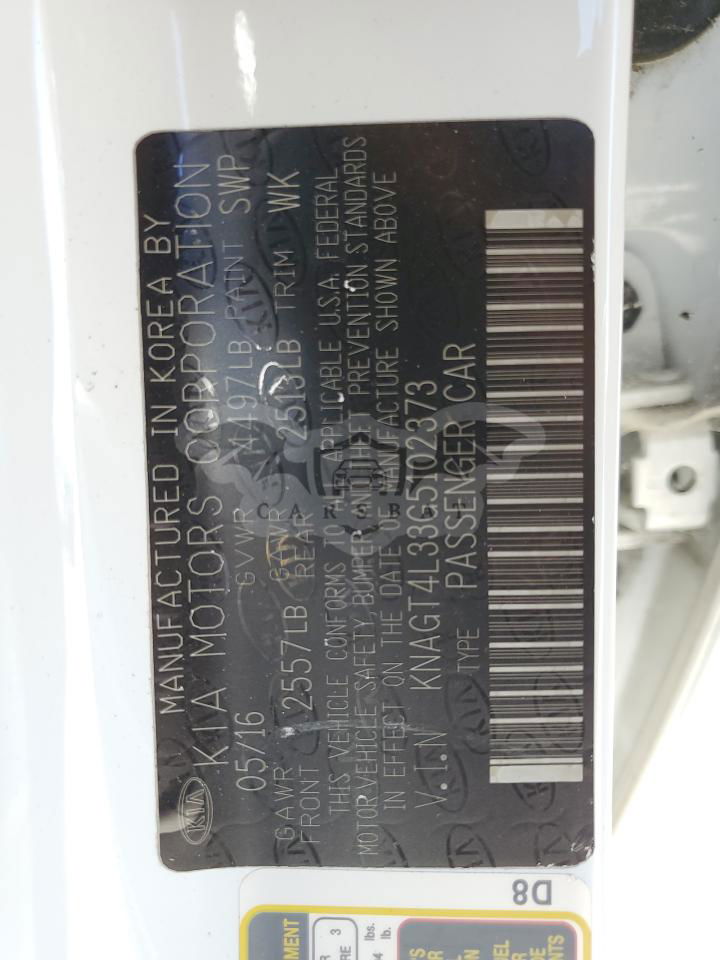 MANUFACTURED IN KOREA BY
KIA MOTORS CORPORATION
05/16 GVWR 4497LB PAINT SWP
GAWR FRONT 2557LB GAWR REAR 2513LB TRIM WK
THIS VEHICLE CONFORMS TO ALL APPLICABLE U.S.A. FEDERAL
MOTOR VEHICLE SAFETY, BUMPER, AND THEFT PREVENTION STANDARDS
IN EFFECT ON THE DATE OF MANUFACTURE SHOWN ABOVE
V.I.N KNAGT4L33G5102373
TYPE PASSENGER CAR
KIA
CARSBAT
D8